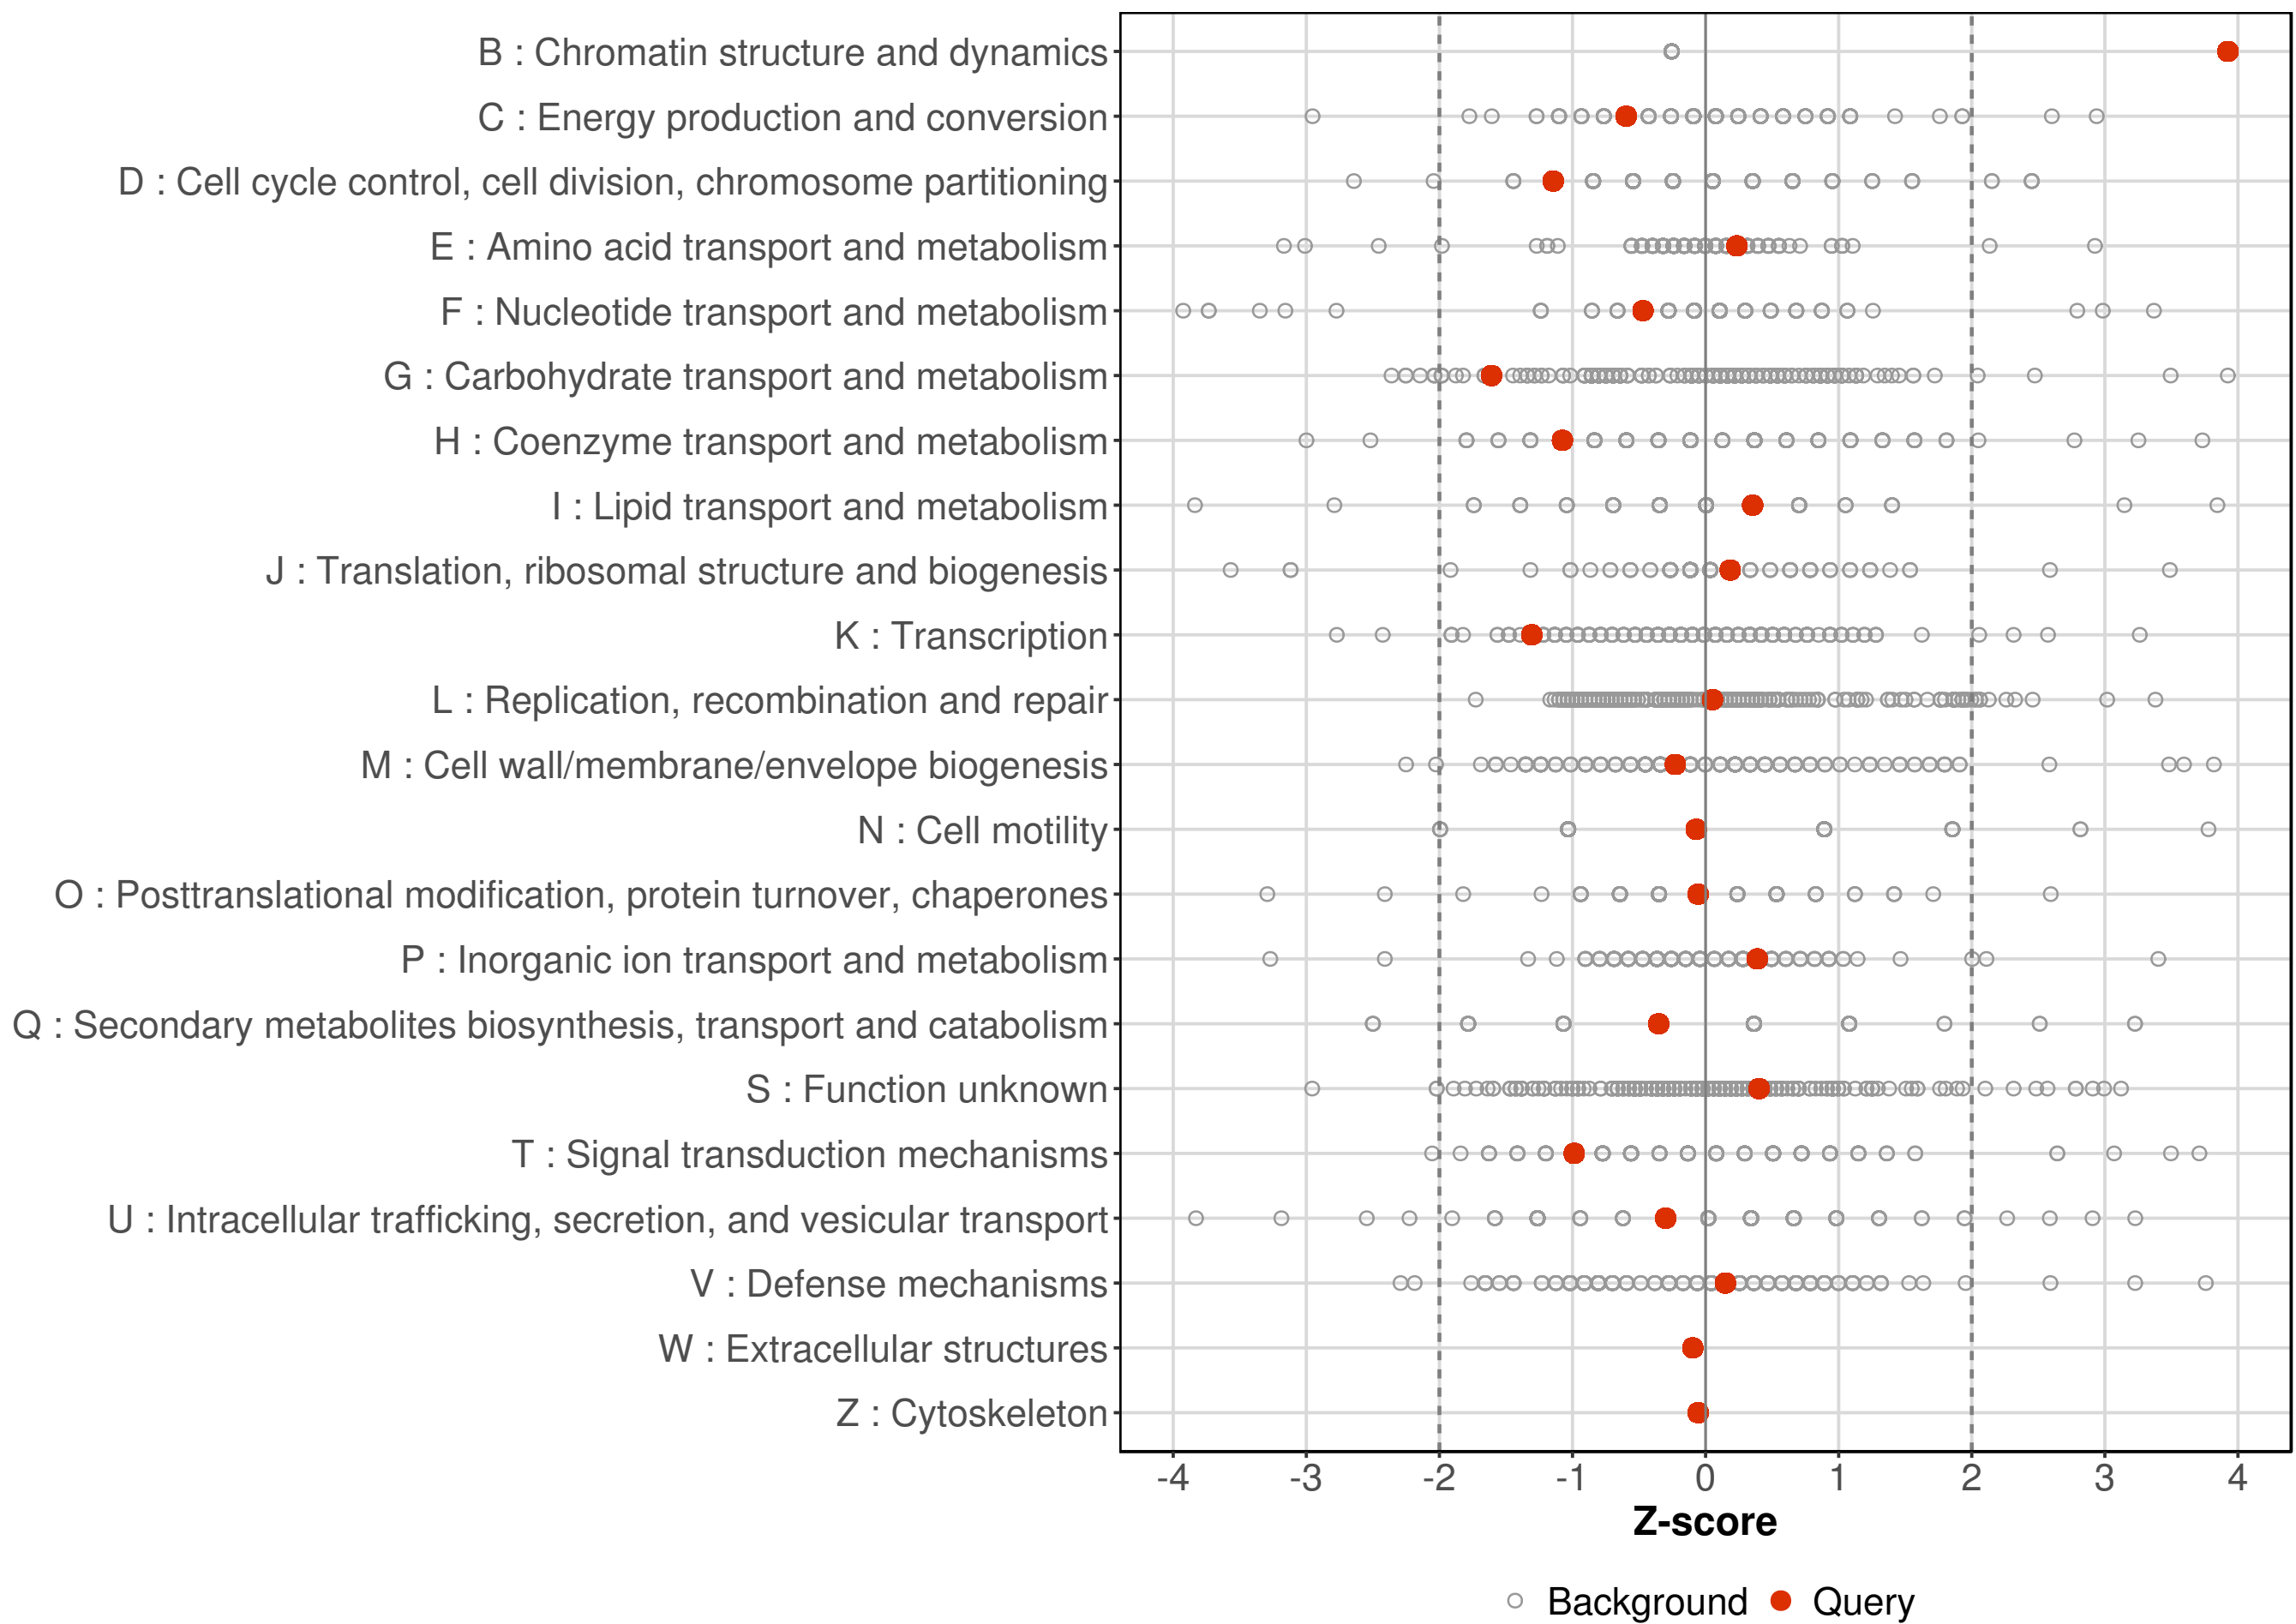 B : Chromatin structure and dynamics
C : Energy production and conversion
D : Cell cycle control, cell division, chromosome partitioning
E : Amino acid transport and metabolism
F : Nucleotide transport and metabolism
G : Carbohydrate transport and metabolism
H : Coenzyme transport and metabolism
I : Lipid transport and metabolism
J : Translation, ribosomal structure and biogenesis
K : Transcription
L : Replication, recombination and repair
M : Cell wall/membrane/envelope biogenesis
N : Cell motility
O : Posttranslational modification, protein turnover, chaperones
P : Inorganic ion transport and metabolism
Q : Secondary metabolites biosynthesis, transport and catabolism
S : Function unknown
T : Signal transduction mechanisms
U : Intracellular trafficking, secretion, and vesicular transport
V : Defense mechanisms
W : Extracellular structures
Z : Cytoskeleton
-4 -3 -2 -1 0 1 2 3 4
Z-score
Background Query